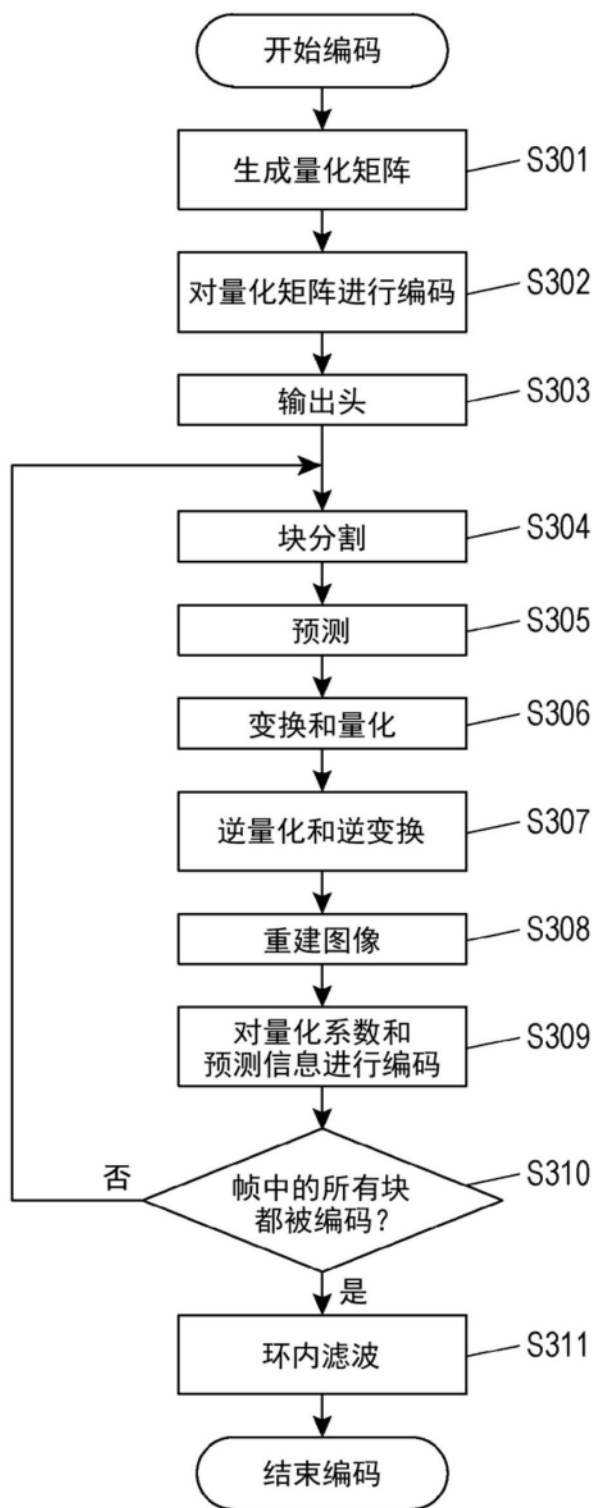 开始编码
生成量化矩阵
S301
对量化矩阵进行编码
S302
输出头
S303
块分割
S304
预测
S305
变换和量化
S306
逆量化和逆变换
S307
重建图像
S308
对量化系数和
预测信息进行编码
S309
帧中的所有块
都被编码？
S310
否
是
环内滤波
S311
结束编码